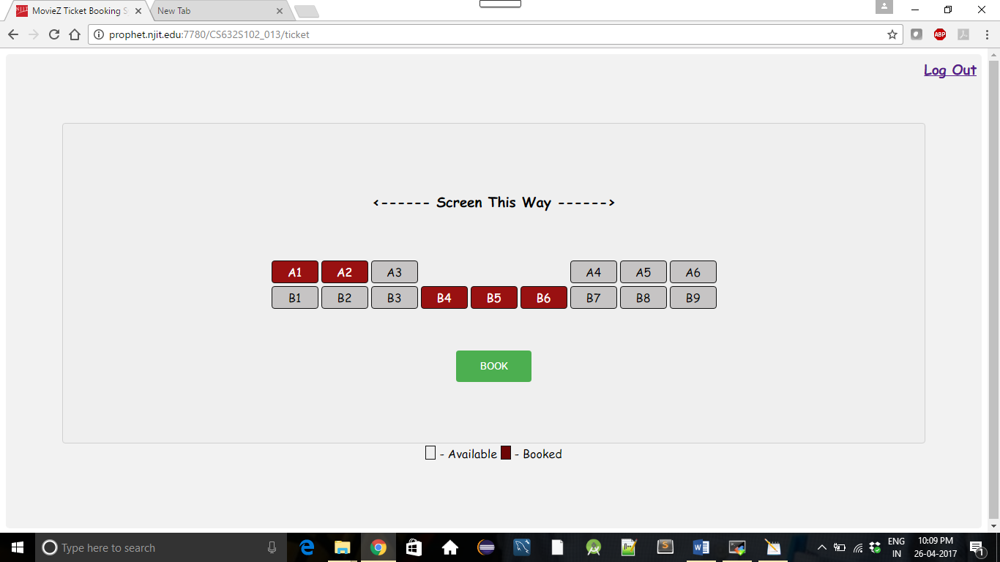 MovieZ Ticket Booking S
New Tab
prophet.njit.edu:7780/CS632S102_013/ticket
ABP
Log Out
<------ Screen This Way ------>
A1 A2 A3 A4 A5 A6
B1 B2 B3 B4 B5 B6 B7 B8 B9
BOOK
- Available - Booked
Type here to search
ENG
IN
10:09 PM
26-04-2017
1